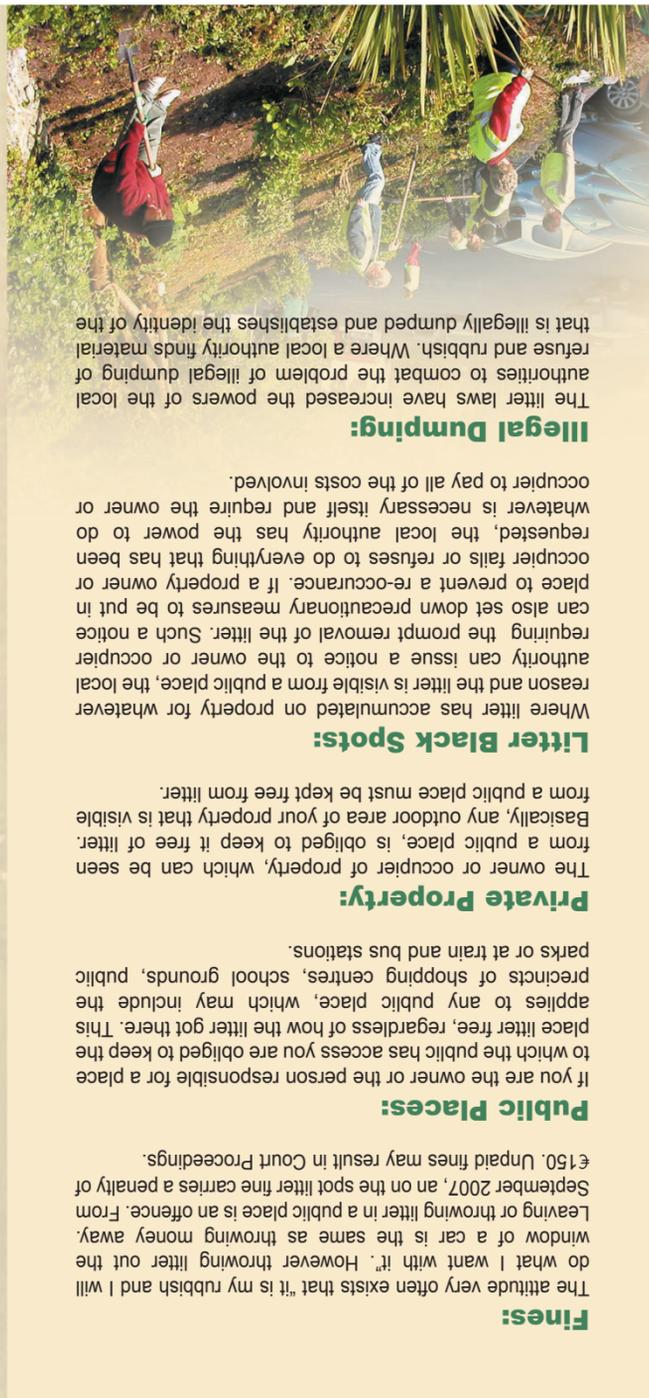 Fines:
The attitude very often exists that “it is my rubbish and I will
do what I want with it”. However throwing litter out the
window of a car is the same as throwing money away.
Leaving or throwing litter in a public place is an offence. From
September 2007, an on the spot litter fine carries a penalty of
€150. Unpaid fines may result in Court Proceedings.
Public Places:
If you are the owner or the person responsible for a place
to which the public has access you are obliged to keep the
place litter free, regardless of how the litter got there. This
applies to any public place, which may include the
precincts of shopping centres, school grounds, public
parks or at train and bus stations.
Private Property:
The owner or occupier of property, which can be seen
from a public place, is obliged to keep it free of litter.
Basically, any outdoor area of your property that is visible
from a public place must be kept free from litter.
Litter Black Spots:
Where litter has accumulated on property for whatever
reason and the litter is visible from a public place, the local
authority can issue a notice to the owner or occupier
requiring the prompt removal of the litter. Such a notice
can also set down precautionary measures to be put in
place to prevent a re-occurance. If a property owner or
occupier fails or refuses to do everything that has been
requested, the local authority has the power to do
whatever is necessary itself and require the owner or
occupier to pay all of the costs involved.
Illegal Dumping:
The litter laws have increased the powers of the local
authorities to combat the problem of illegal dumping of
refuse and rubbish. Where a local authority finds material
that is illegally dumped and establishes the identity of the